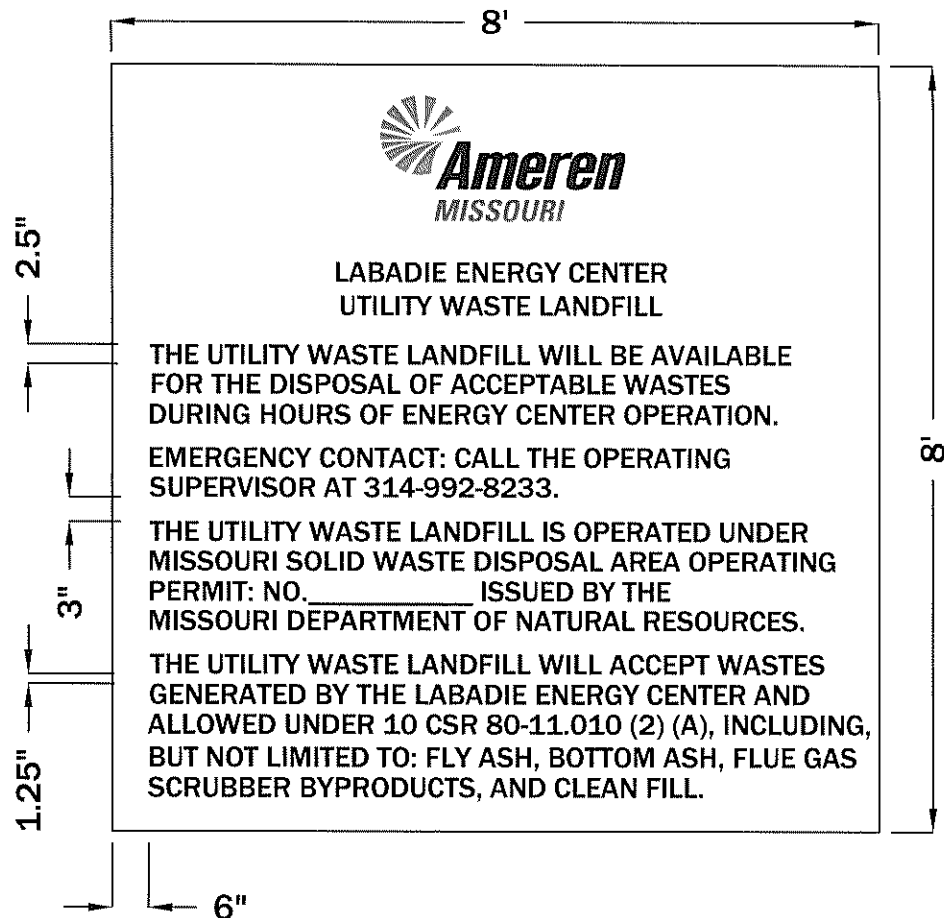 8'
Ameren
MISSOURI
LABADIE ENERGY CENTER
UTILITY WASTE LANDFILL
2.5"
THE UTILITY WASTE LANDFILL WILL BE AVAILABLE
FOR THE DISPOSAL OF ACCEPTABLE WASTES
DURING HOURS OF ENERGY CENTER OPERATION.
EMERGENCY CONTACT: CALL THE OPERATING
SUPERVISOR AT 314-992-8233.
8'
3"
THE UTILITY WASTE LANDFILL IS OPERATED UNDER
MISSOURI SOLID WASTE DISPOSAL AREA OPERATING
PERMIT: NO.___________ ISSUED BY THE
MISSOURI DEPARTMENT OF NATURAL RESOURCES.
1.25"
THE UTILITY WASTE LANDFILL WILL ACCEPT WASTES
GENERATED BY THE LABADIE ENERGY CENTER AND
ALLOWED UNDER 10 CSR 80-11.010 (2) (A), INCLUDING,
BUT NOT LIMITED TO: FLY ASH, BOTTOM ASH, FLUE GAS
SCRUBBER BYPRODUCTS, AND CLEAN FILL.
6"